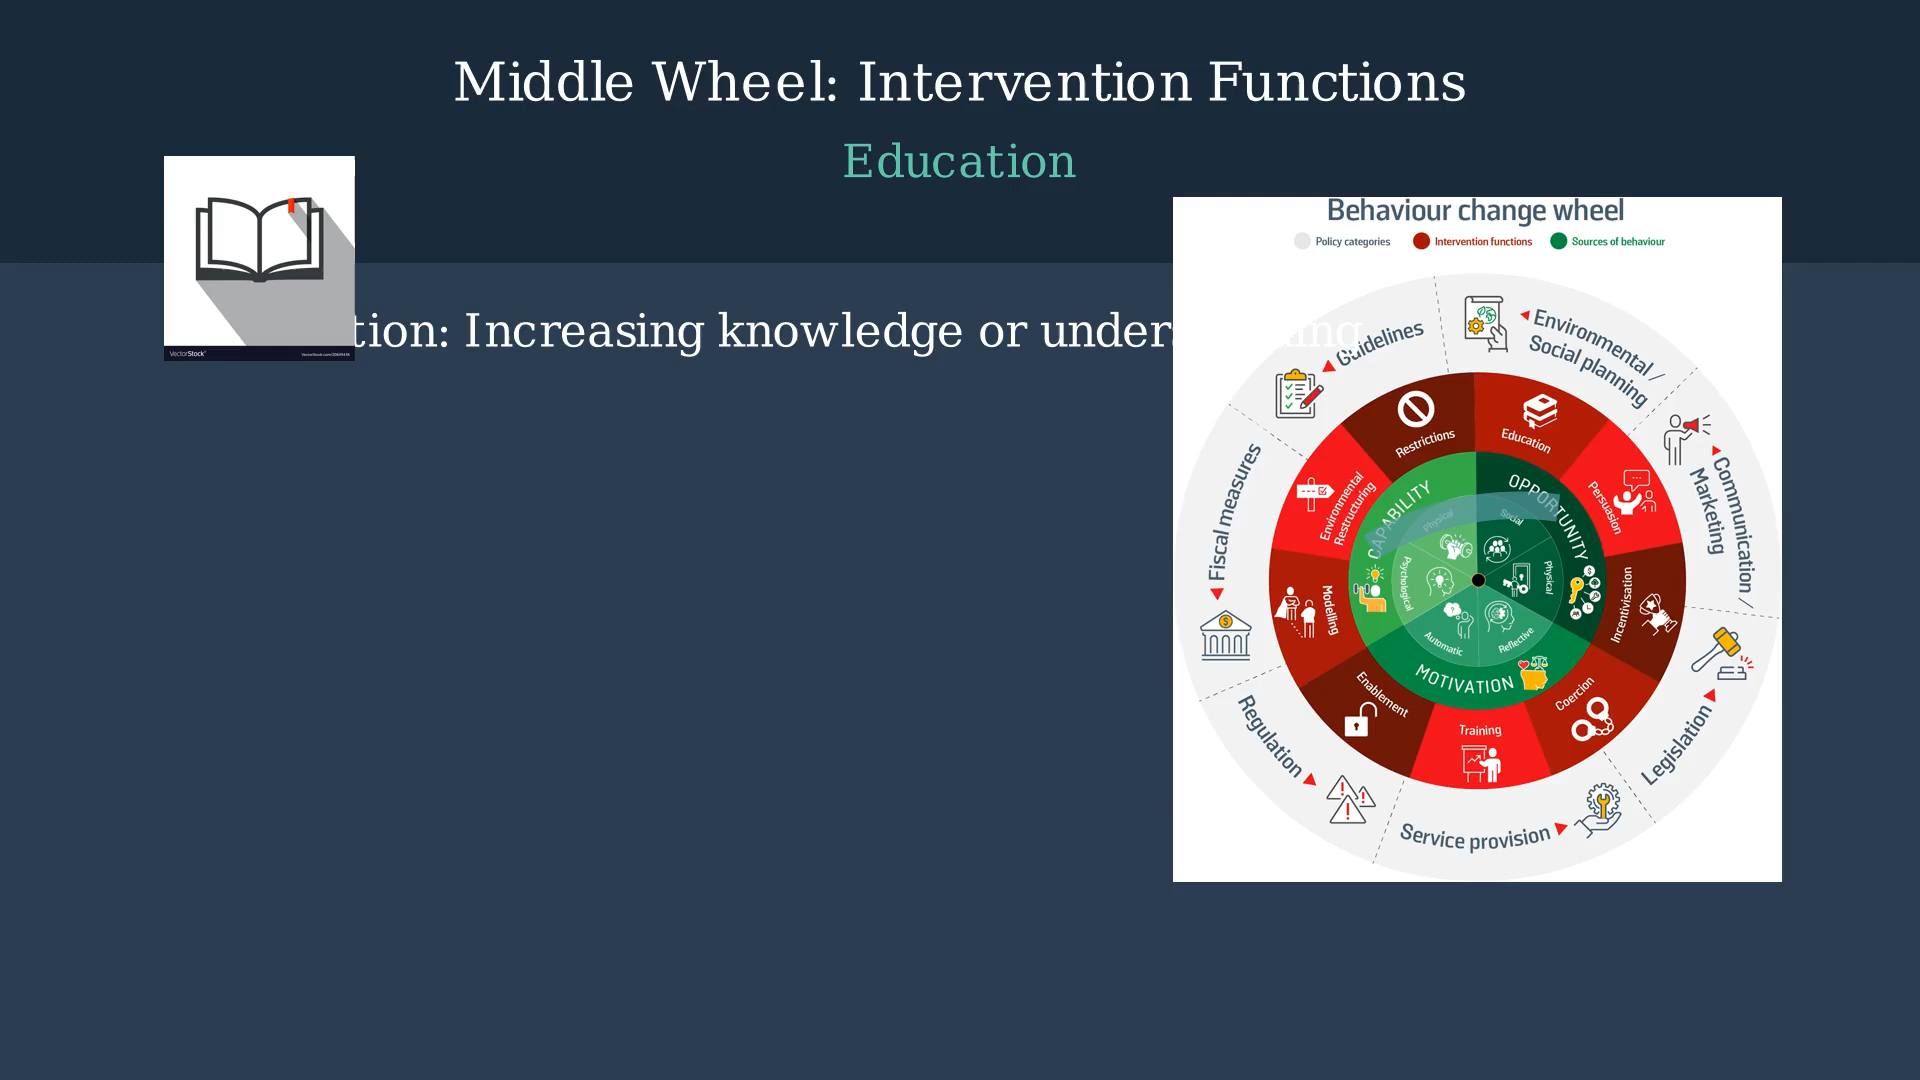 Middle Wheel: Intervention Functions
Education
tion: Increasing knowledge or under
ing
VectorStock
Behaviour change wheel
Policy categories
Intervention functions
Sources of behaviour
Guidelines
Environmental /
Social planning
Communication /
Marketing
Legislation
Service provision
Regulation
Fiscal measures
Restrictions
Education
Persuasion
Incentivisation
Coercion
Training
Enablement
Modelling
Environmental
Restructuring
CAPABILITY
OPPORTUNITY
MOTIVATION
Physical
Social
Physical
Reflective
Automatic
Psychological